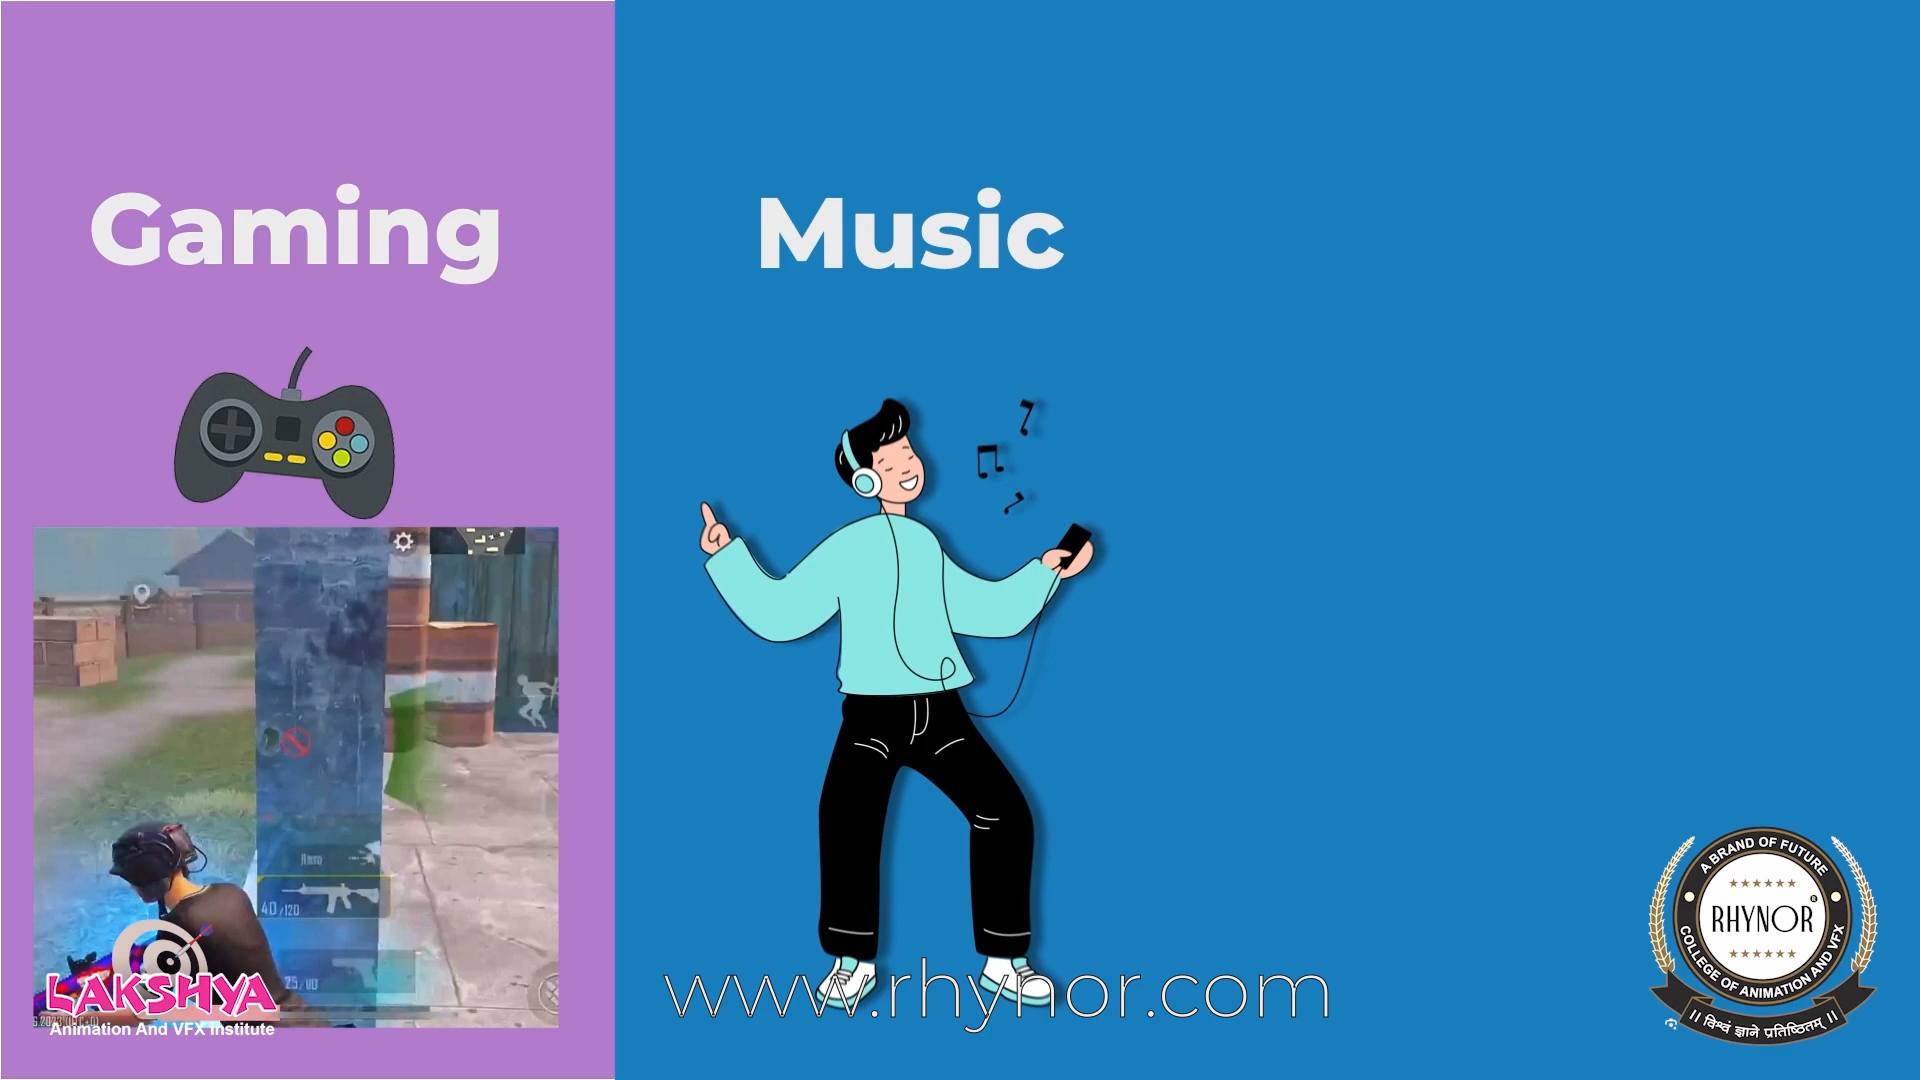 Gaming
Music
Ammo
40/120
LAKSHYA
Animation And VFX Institute
www.rhynor.com
A BRAND OF FUTURE
RHYNOR®
COLLEGE OF ANIMATION AND VFX
॥ विश्वं ज्ञाने प्रतिष्ठितम् ॥